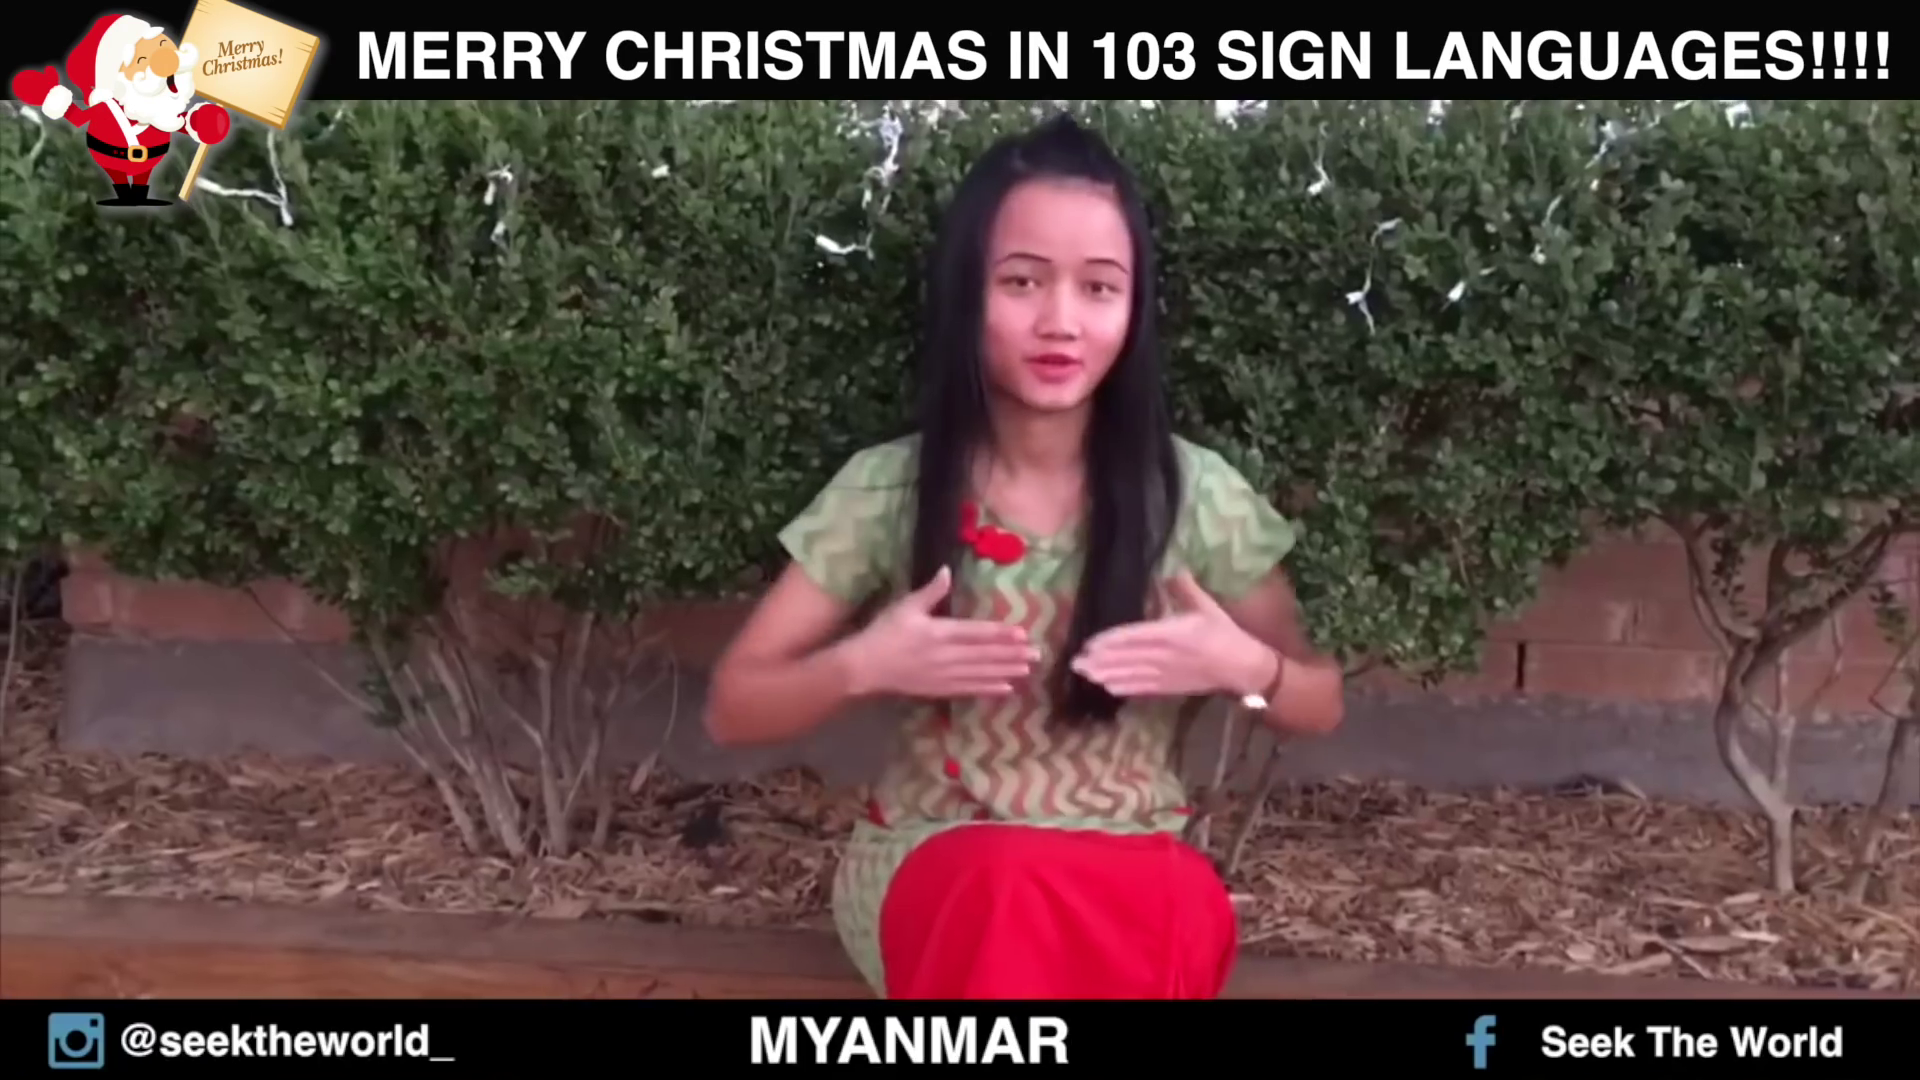 Merry
Christmas!
MERRY CHRISTMAS IN 103 SIGN LANGUAGES!!!!
@seektheworld_
MYANMAR
Seek The World